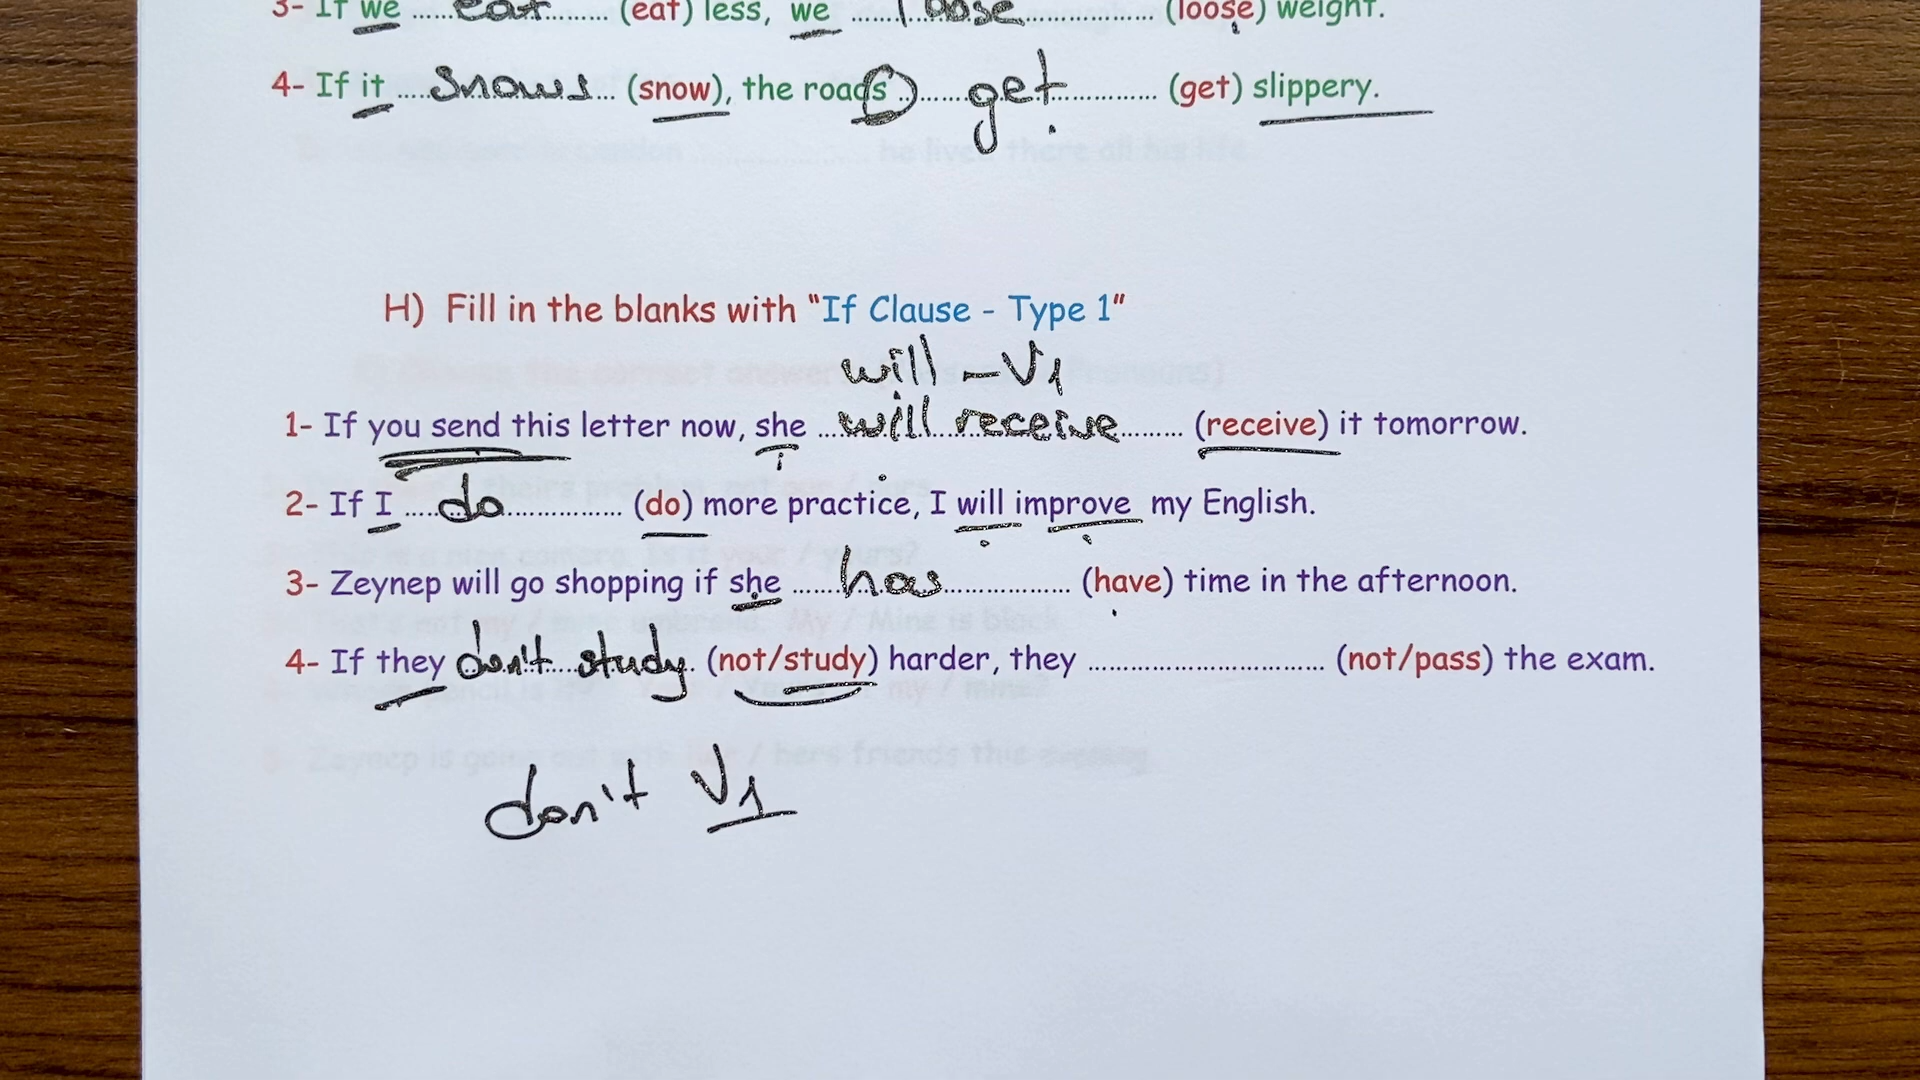 3- If we ......eat............ (eat) less, we .......loose.................... (loose) weight.
4- If it .....snows.... (snow), the roads .........get................ (get) slippery.
H) Fill in the blanks with "If Clause - Type 1"
will - V1
1- If you send this letter now, she ...will receive......... (receive) it tomorrow.
2- If I .....do.................. (do) more practice, I will improve my English.
3- Zeynep will go shopping if she ......has.................... (have) time in the afternoon.
4- If they don't study. (not/study) harder, they ................................. (not/pass) the exam.
don't V1